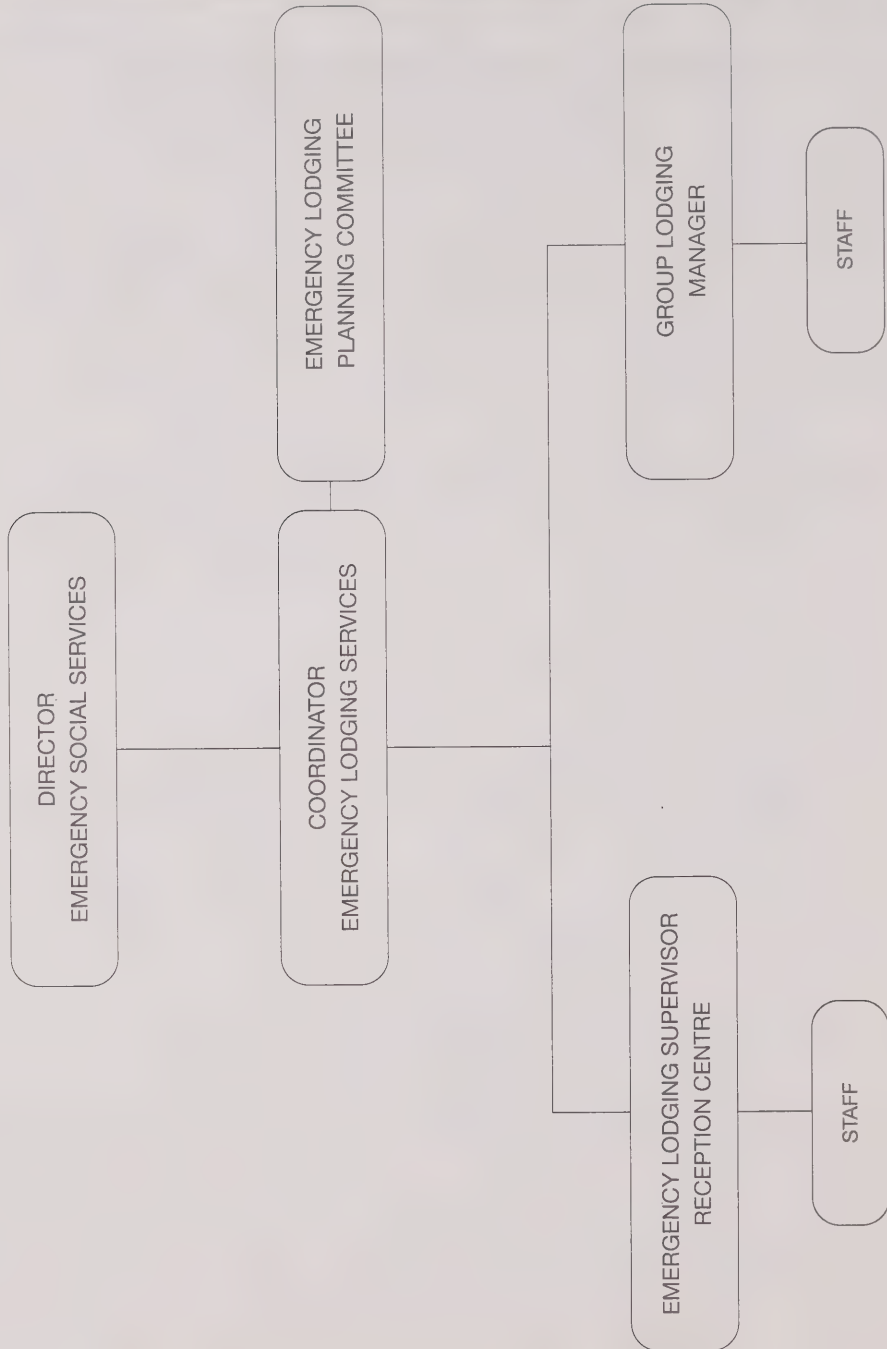 DIRECTOR
EMERGENCY SOCIAL SERVICES
COORDINATOR
EMERGENCY LODGING SERVICES
EMERGENCY LODGING
PLANNING COMMITTEE
EMERGENCY LODGING SUPERVISOR
RECEPTION CENTRE
STAFF
GROUP LODGING
MANAGER
STAFF